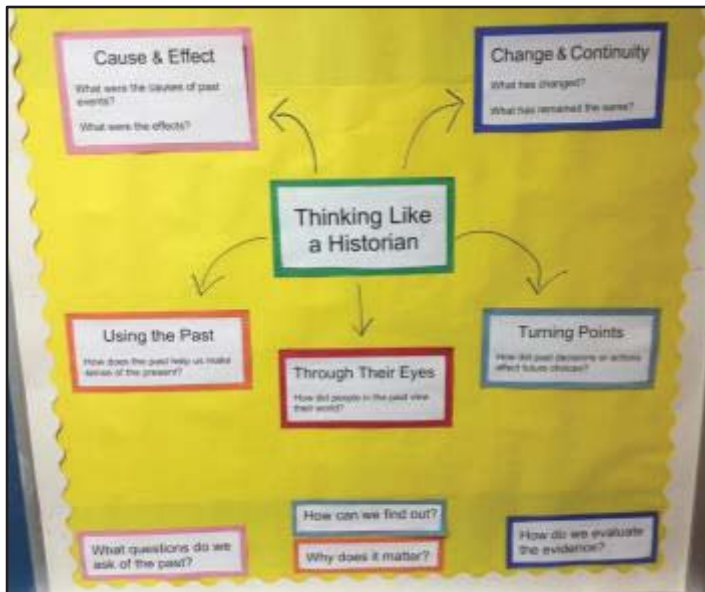 Cause & Effect
What were the causes of past
events?
What were the effects?
Change & Continuity
What has changed?
What has remained the same?
Thinking Like
a Historian
Using the Past
How does the past help us make
sense of the present?
Through Their Eyes
How did people in the past view
their world?
Turning Points
How did past decisions or actions
affect future choices?
What questions do we
ask of the past?
How can we find out?
Why does it matter?
How do we evaluate
the evidence?